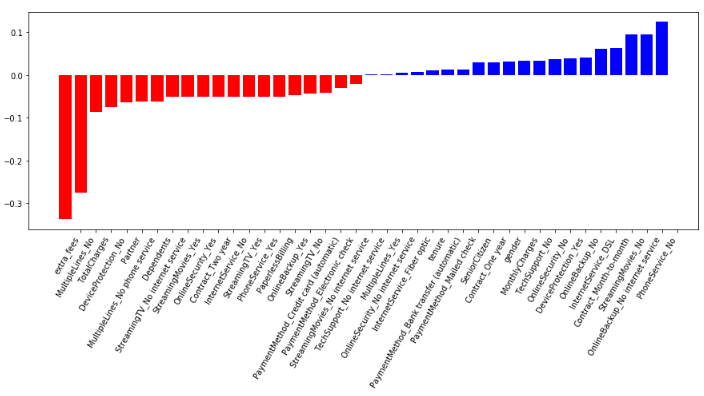 0.1
0.0
−0.1
−0.2
−0.3
extra_fees
MultipleLines_No
TotalCharges
DeviceProtection_No
Partner
MultipleLines_No phone service
Dependents
StreamingTV_No internet service
StreamingMovies_Yes
OnlineSecurity_Yes
Contract_Two year
InternetService_No
StreamingTV_Yes
PhoneService_Yes
PaperlessBilling
OnlineBackup_Yes
StreamingTV_No
PaymentMethod_Credit card (automatic)
PaymentMethod_Electronic check
StreamingMovies_No internet service
TechSupport_No internet service
MultipleLines_Yes
OnlineSecurity_No internet service
InternetService_Fiber optic
tenure
PaymentMethod_Bank transfer (automatic)
PaymentMethod_Mailed check
SeniorCitizen
Contract_One year
gender
MonthlyCharges
TechSupport_No
OnlineSecurity_No
DeviceProtection_Yes
OnlineBackup_No
InternetService_DSL
Contract_Month-to-month
StreamingMovies_No
OnlineBackup_No internet service
PhoneService_No